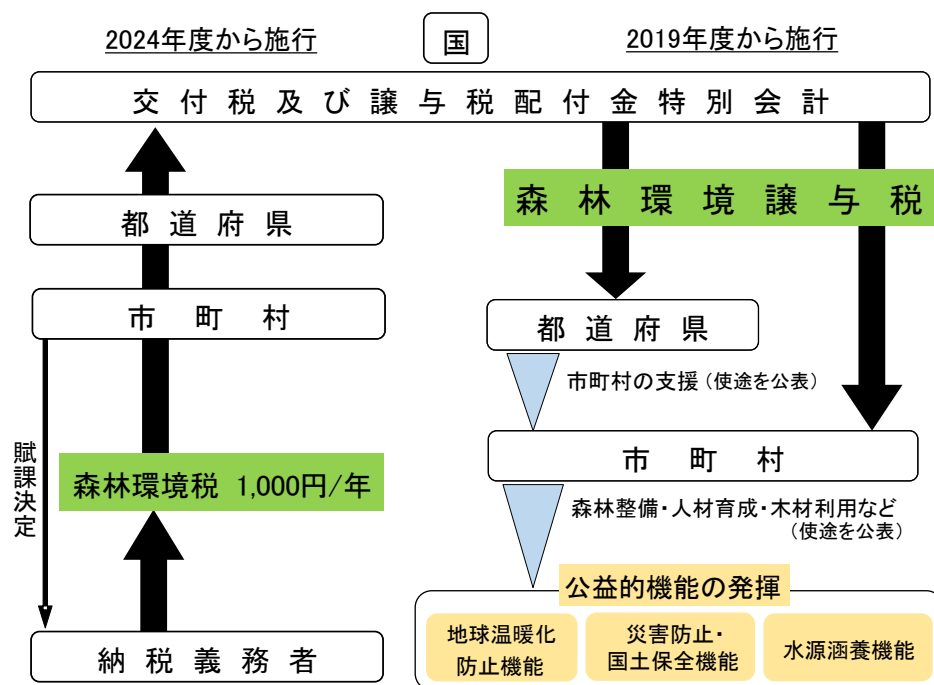 国
2024年度から施行
2019年度から施行
交付税及び譲与税配付金特別会計
都道府県
市町村
賦課決定
森林環境税 1,000円/年
納税義務者
森林環境譲与税
都道府県
市町村の支援（使途を公表）
市町村
森林整備・人材育成・木材利用など
（使途を公表）
公益的機能の発揮
地球温暖化
防止機能
災害防止・
国土保全機能
水源涵養機能